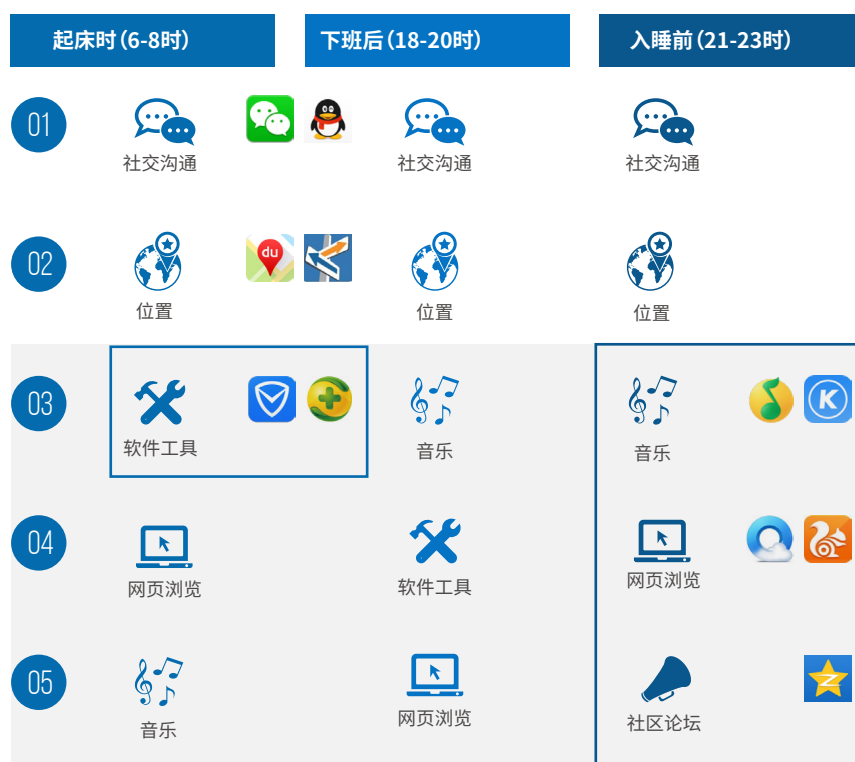 起床时(6-8时)
下班后(18-20时)
入睡前(21-23时)
01
社交沟通
社交沟通
社交沟通
02
du
位置
位置
位置
03
K
软件工具
音乐
音乐
04
网页浏览
软件工具
网页浏览
05
Z
音乐
网页浏览
社区论坛